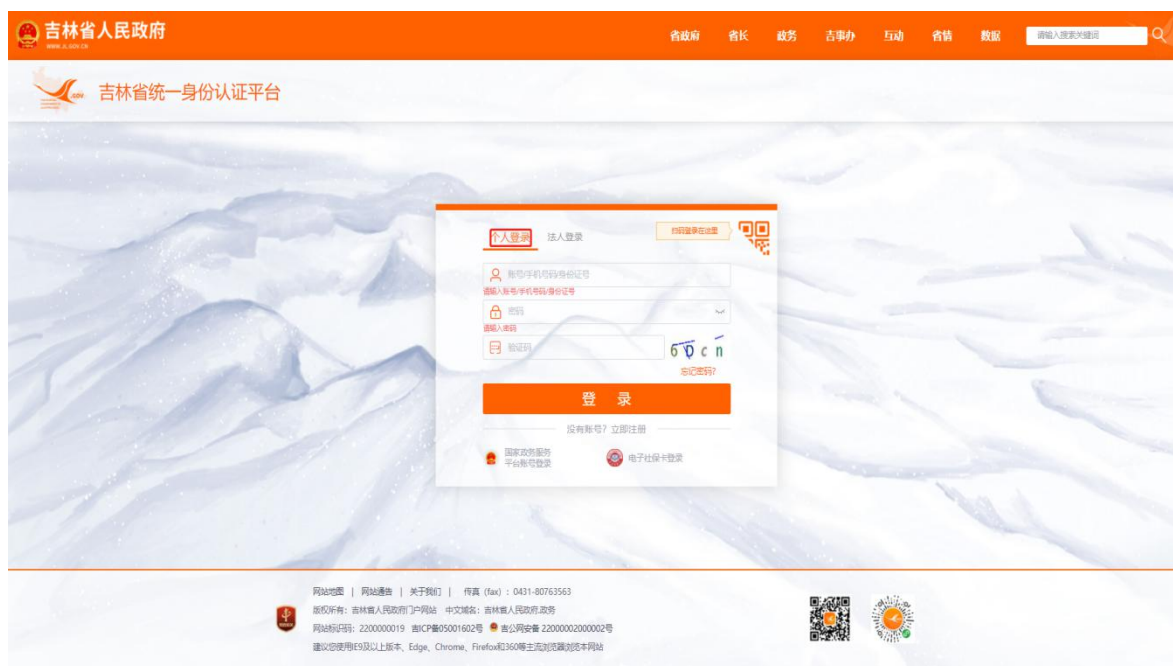 吉林省人民政府
WWW.JL.GOV.CN
省政府 省长 政务 吉事办 互动 省情 数据 请输入搜索关键词
.gov 吉林省统一身份认证平台
个人登录 法人登录 扫码登录在这里
账号/手机号码/身份证号
请输入账号/手机号码/身份证号
密码
请输入密码
验证码 6 D c n
忘记密码?
登 录
没有账号? 立即注册
国家政务服务
平台账号登录
电子社保卡登录
网站地图 | 网站通告 | 关于我们 | 传真 (fax) : 0431-80763563
版权所有: 吉林省人民政府门户网站 中文域名: 吉林省人民政府.政务
网站标识码: 2200000019 吉ICP备05001602号 吉公网安备 22000002000002号
建议您使用IE9及以上版本、Edge、Chrome、Firefox和360等主流浏览器浏览本网站